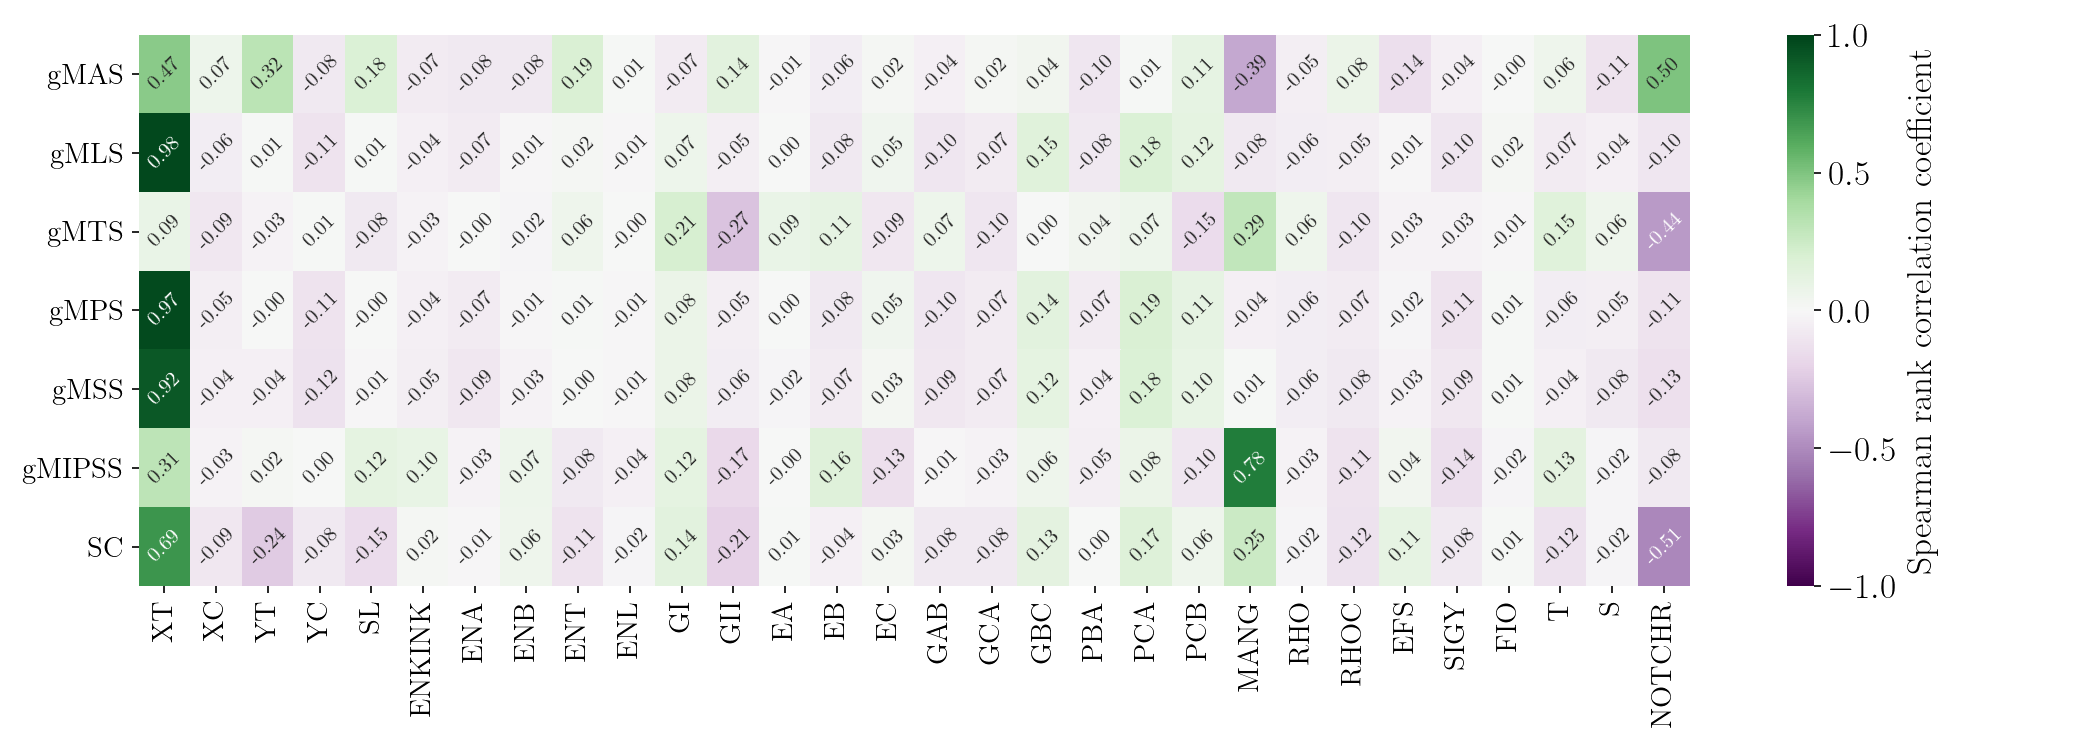 gMAS 0.47 0.07 0.32 -0.08 0.18 -0.07 -0.08 -0.08 0.19 0.01 -0.07 0.14 -0.01 -0.06 0.02 -0.04 0.02 0.04 -0.10 0.01 0.11 -0.39 -0.05 0.08 -0.14 -0.04 -0.00 0.06 -0.11 0.50
gMLS 0.98 -0.06 0.01 -0.11 0.01 -0.04 -0.07 -0.01 0.02 -0.01 0.07 -0.05 0.00 -0.08 0.05 -0.10 -0.07 0.15 -0.08 0.18 0.12 -0.08 -0.06 -0.05 -0.01 -0.10 0.02 -0.07 -0.04 -0.10
gMTS 0.09 -0.09 -0.03 0.01 -0.08 -0.03 -0.00 -0.02 0.06 -0.00 0.21 -0.27 0.09 0.11 -0.09 0.07 -0.10 0.00 0.04 0.07 -0.15 0.29 0.06 -0.10 -0.03 -0.03 -0.01 0.15 0.06 -0.44
gMPS 0.97 -0.05 -0.00 -0.11 -0.00 -0.04 -0.07 -0.01 0.01 -0.01 0.08 -0.05 0.00 -0.08 0.05 -0.10 -0.07 0.14 -0.07 0.19 0.11 -0.04 -0.06 -0.07 -0.02 -0.11 0.01 -0.06 -0.05 -0.11
gMSS 0.92 -0.04 -0.04 -0.12 -0.01 -0.05 -0.09 -0.03 -0.00 -0.01 0.08 -0.06 -0.02 -0.07 0.03 -0.09 -0.07 0.12 -0.04 0.18 0.10 0.01 -0.06 -0.08 -0.03 -0.09 0.01 -0.04 -0.08 -0.13
gMIPSS 0.31 -0.03 0.02 0.00 0.12 0.10 -0.03 0.07 -0.08 -0.04 0.12 -0.17 -0.00 0.16 -0.13 -0.01 -0.03 0.06 -0.05 0.08 -0.10 0.78 -0.03 -0.11 0.04 -0.14 -0.02 0.13 -0.02 -0.08
SC 0.69 -0.09 -0.24 -0.08 -0.15 0.02 -0.01 0.06 -0.11 -0.02 0.14 -0.21 0.01 -0.04 0.03 -0.08 -0.08 0.13 0.00 0.17 0.06 0.25 -0.02 -0.12 0.11 -0.08 0.01 -0.12 -0.02 -0.51
XT XC YT YC SL ENKINK ENA ENB ENT ENL GI GII EA EB EC GAB GCA GBC PBA PCA PCB MANG RHO RHOC EFS SIGY FIO T S NOTCHR
1.0
0.5
0.0
−0.5
−1.0
Spearman rank correlation coefficient